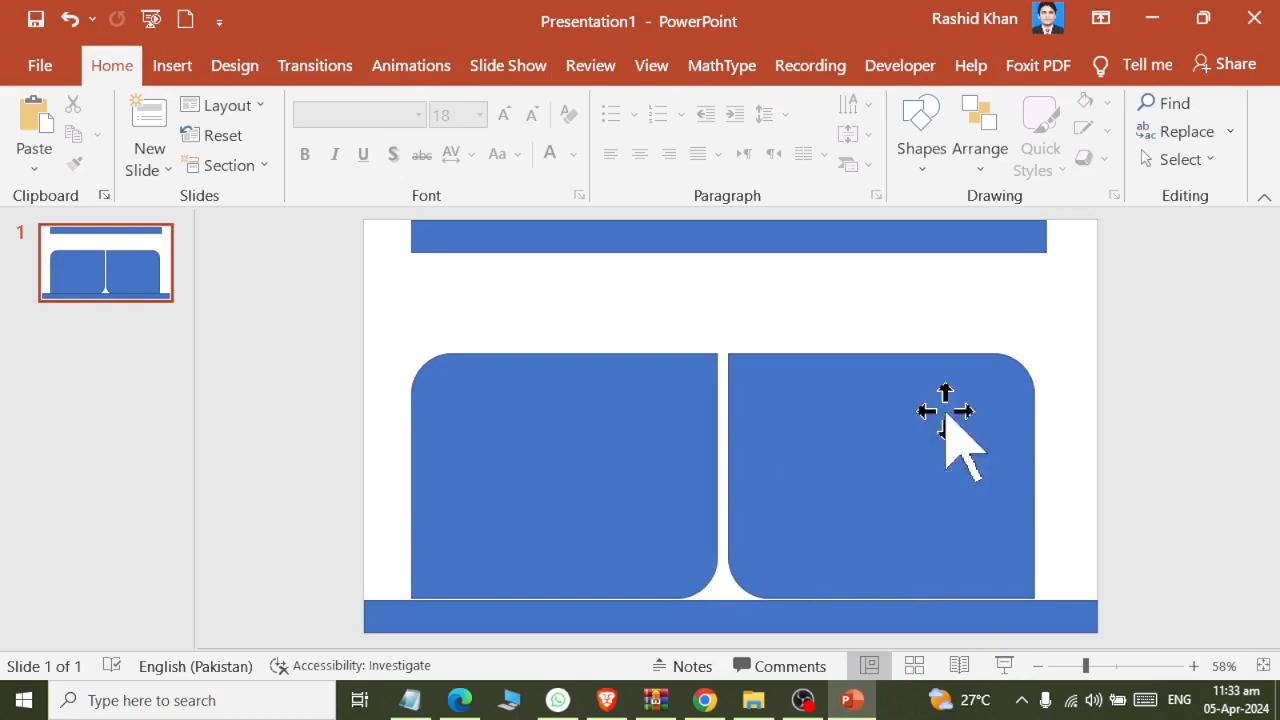 Presentation1 - PowerPoint
Rashid Khan
File Home Insert Design Transitions Animations Slide Show Review View MathType Recording Developer Help Foxit PDF Tell me Share
Paste
Clipboard
New
Slide
Layout
Reset
Section
Slides
18
B I U S abc AV Aa A
Font
Paragraph
Shapes
Arrange
Quick
Styles
Drawing
Find
Replace
Select
Editing
1
Slide 1 of 1 English (Pakistan) Accessibility: Investigate Notes Comments 58%
Type here to search
27°C
ENG
11:33 am
05-Apr-2024